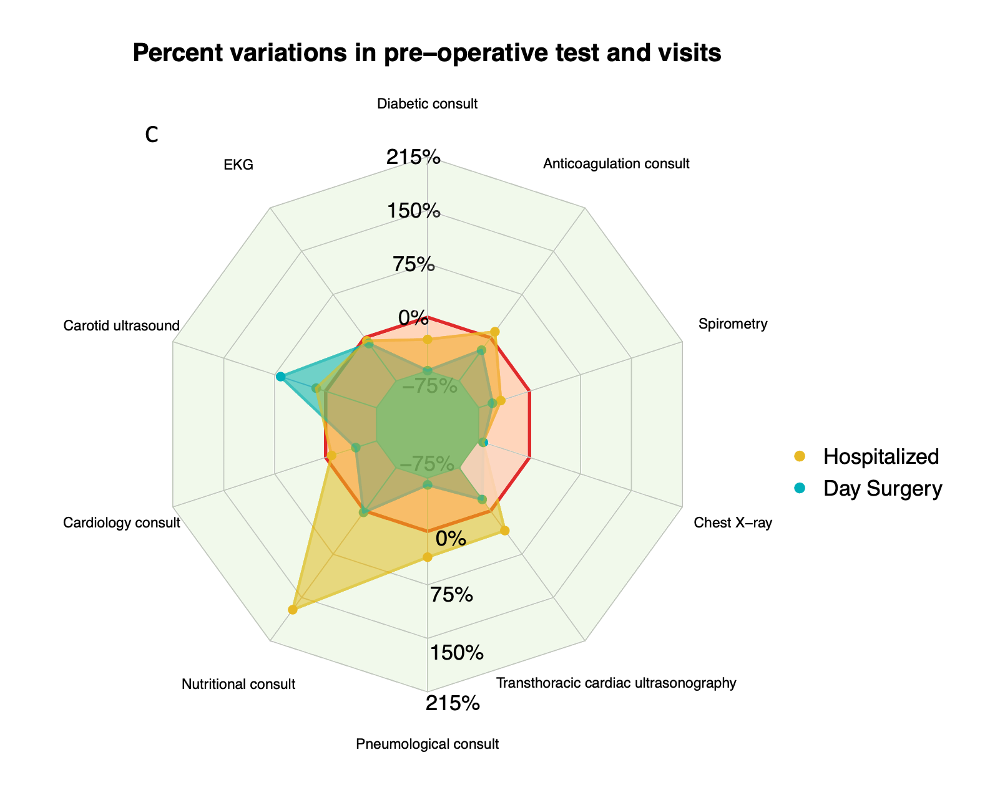 Percent variations in pre–operative test and visits
Diabetic consult
C
215%
EKG
Anticoagulation consult
150%
75%
0%
Carotid ultrasound
Spirometry
–75%
–75%
Hospitalized
Day Surgery
Cardiology consult
Chest X–ray
0%
75%
150%
Nutritional consult
Transthoracic cardiac ultrasonography
215%
Pneumological consult